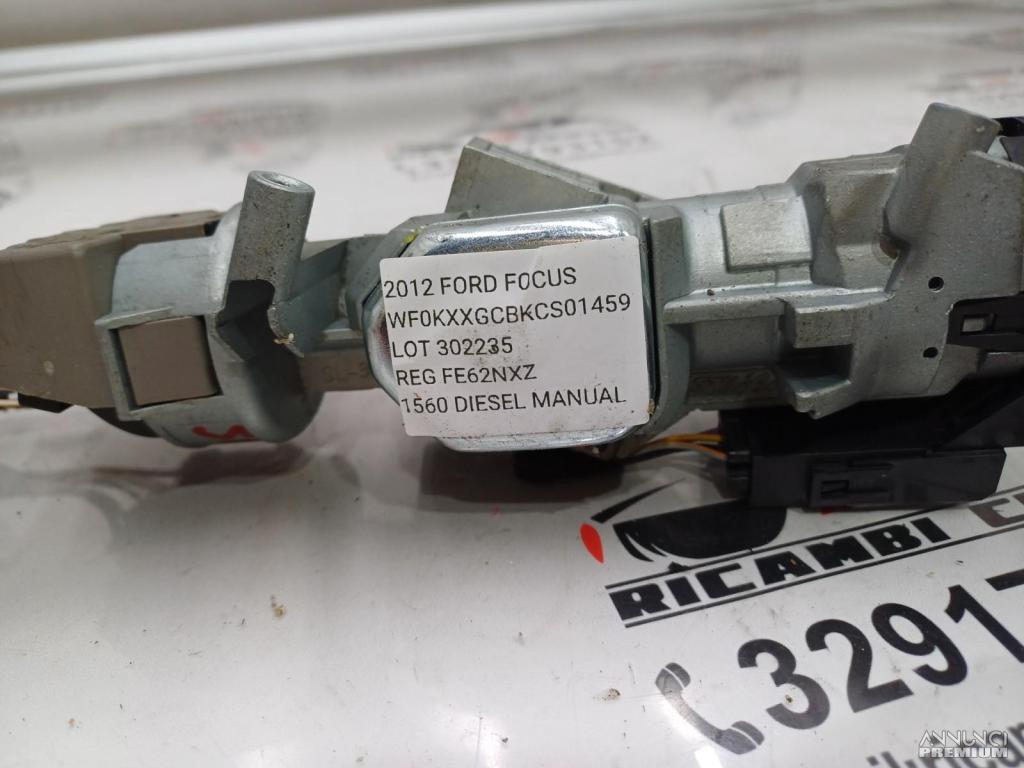 2012 FORD FOCUS
WF0KXXGCBKCS01459
LOT 302235
REG FE62NXZ
1560 DIESEL MANUAL
RICAMBI
3291
ANNUNCI
PREMIUM